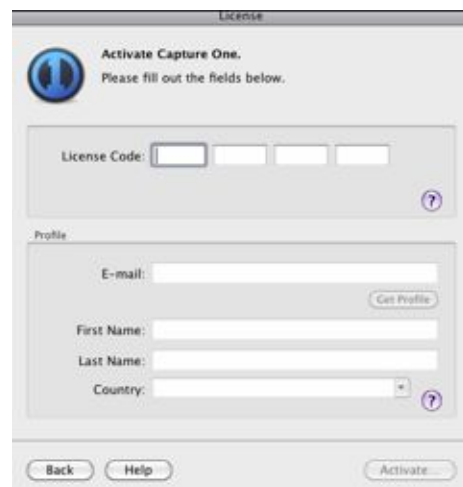 License
Activate Capture One.
Please fill out the fields below.
License Code:
?
Profile
E-mail:
Get Profile
First Name:
Last Name:
Country:
?
Back Help Activate...